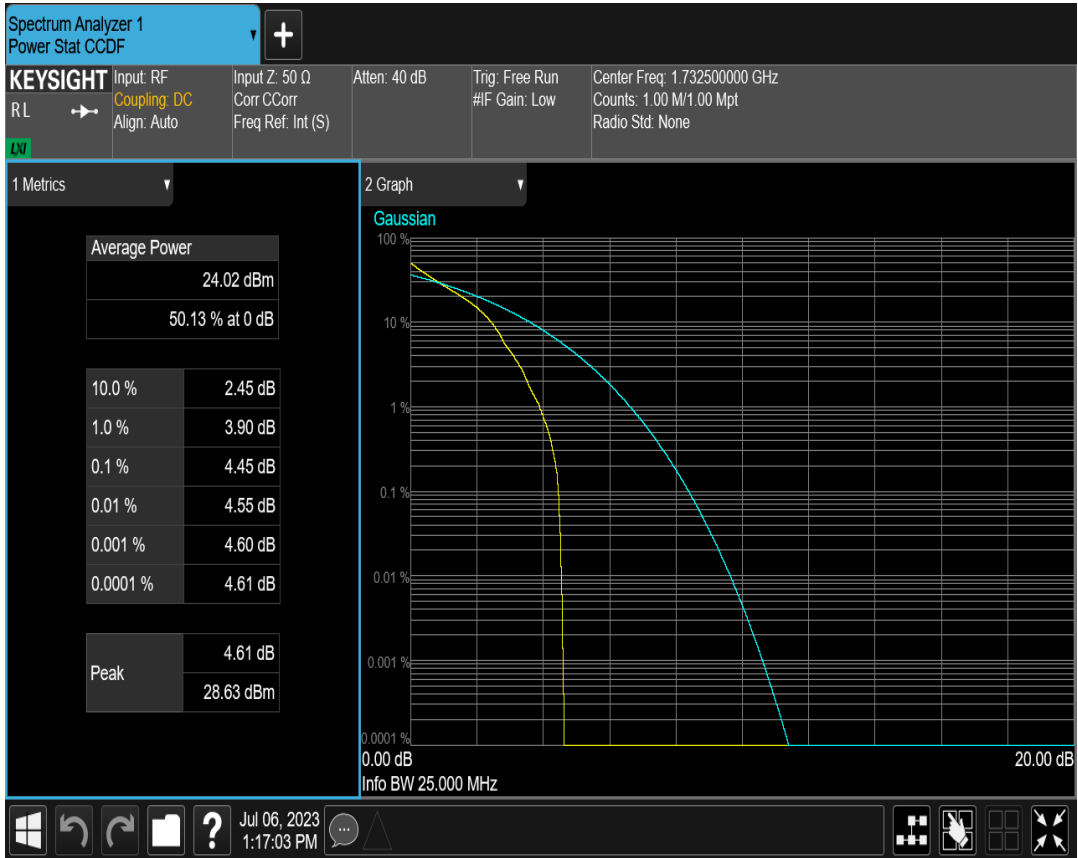 Spectrum Analyzer 1
Power Stat CCDF
KEYSIGHT
RL
LXI
Input: RF
Coupling: DC
Align: Auto
Input Z: 50 Ω
Corr CCorr
Freq Ref: Int (S)
Atten: 40 dB
Trig: Free Run
#IF Gain: Low
Center Freq: 1.732500000 GHz
Counts: 1.00 M/1.00 Mpt
Radio Std: None
1 Metrics
Average Power
24.02 dBm
50.13 % at 0 dB
10.0 % 2.45 dB
1.0 % 3.90 dB
0.1 % 4.45 dB
0.01 % 4.55 dB
0.001 % 4.60 dB
0.0001 % 4.61 dB
Peak
4.61 dB
28.63 dBm
2 Graph
Gaussian
100 %
10 %
1 %
0.1 %
0.01 %
0.001 %
0.0001 %
0.00 dB
20.00 dB
Info BW 25.000 MHz
Jul 06, 2023
1:17:03 PM